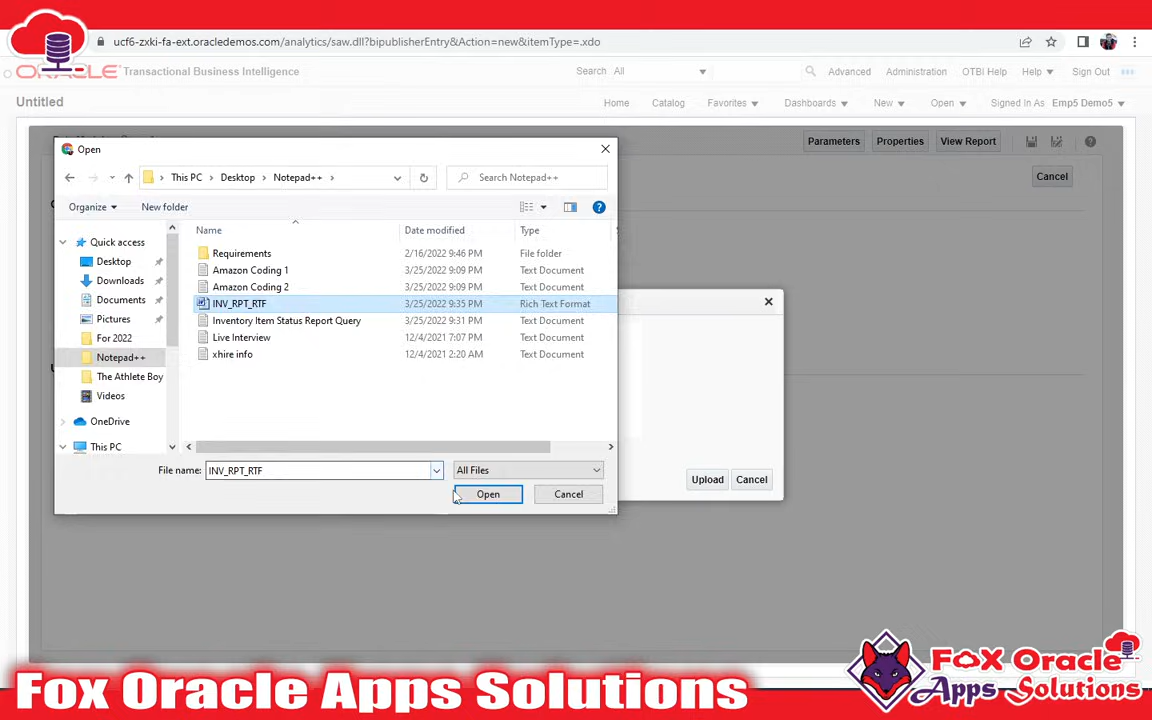 ucf6-zxki-fa-ext.oracledemos.com/analytics/saw.dll?bipublisherEntry&Action=new&itemType=.xdo
ORACLE Transactional Business Intelligence
Search All
Advanced Administration OTBI Help Help Sign Out
Untitled
Home Catalog Favorites Dashboards New Open Signed In As Emp5 Demo5
Parameters Properties View Report
Cancel
Open
This PC > Desktop > Notepad++ >
Search Notepad++
Organize New folder
Name Date modified Type
Quick access
Desktop
Downloads
Documents
Pictures
For 2022
Notepad++
The Athlete Boy
Videos
OneDrive
This PC
Requirements 2/16/2022 9:46 PM File folder
Amazon Coding 1 3/25/2022 9:09 PM Text Document
Amazon Coding 2 3/25/2022 9:09 PM Text Document
INV_RPT_RTF 3/25/2022 9:35 PM Rich Text Format
Inventory Item Status Report Query 3/25/2022 9:31 PM Text Document
Live Interview 12/4/2021 7:07 PM Text Document
xhire info 12/4/2021 2:20 AM Text Document
File name: INV_RPT_RTF All Files
Open Cancel
Upload Cancel
Fox Oracle Apps Solutions
FOX Oracle
Apps Solutions